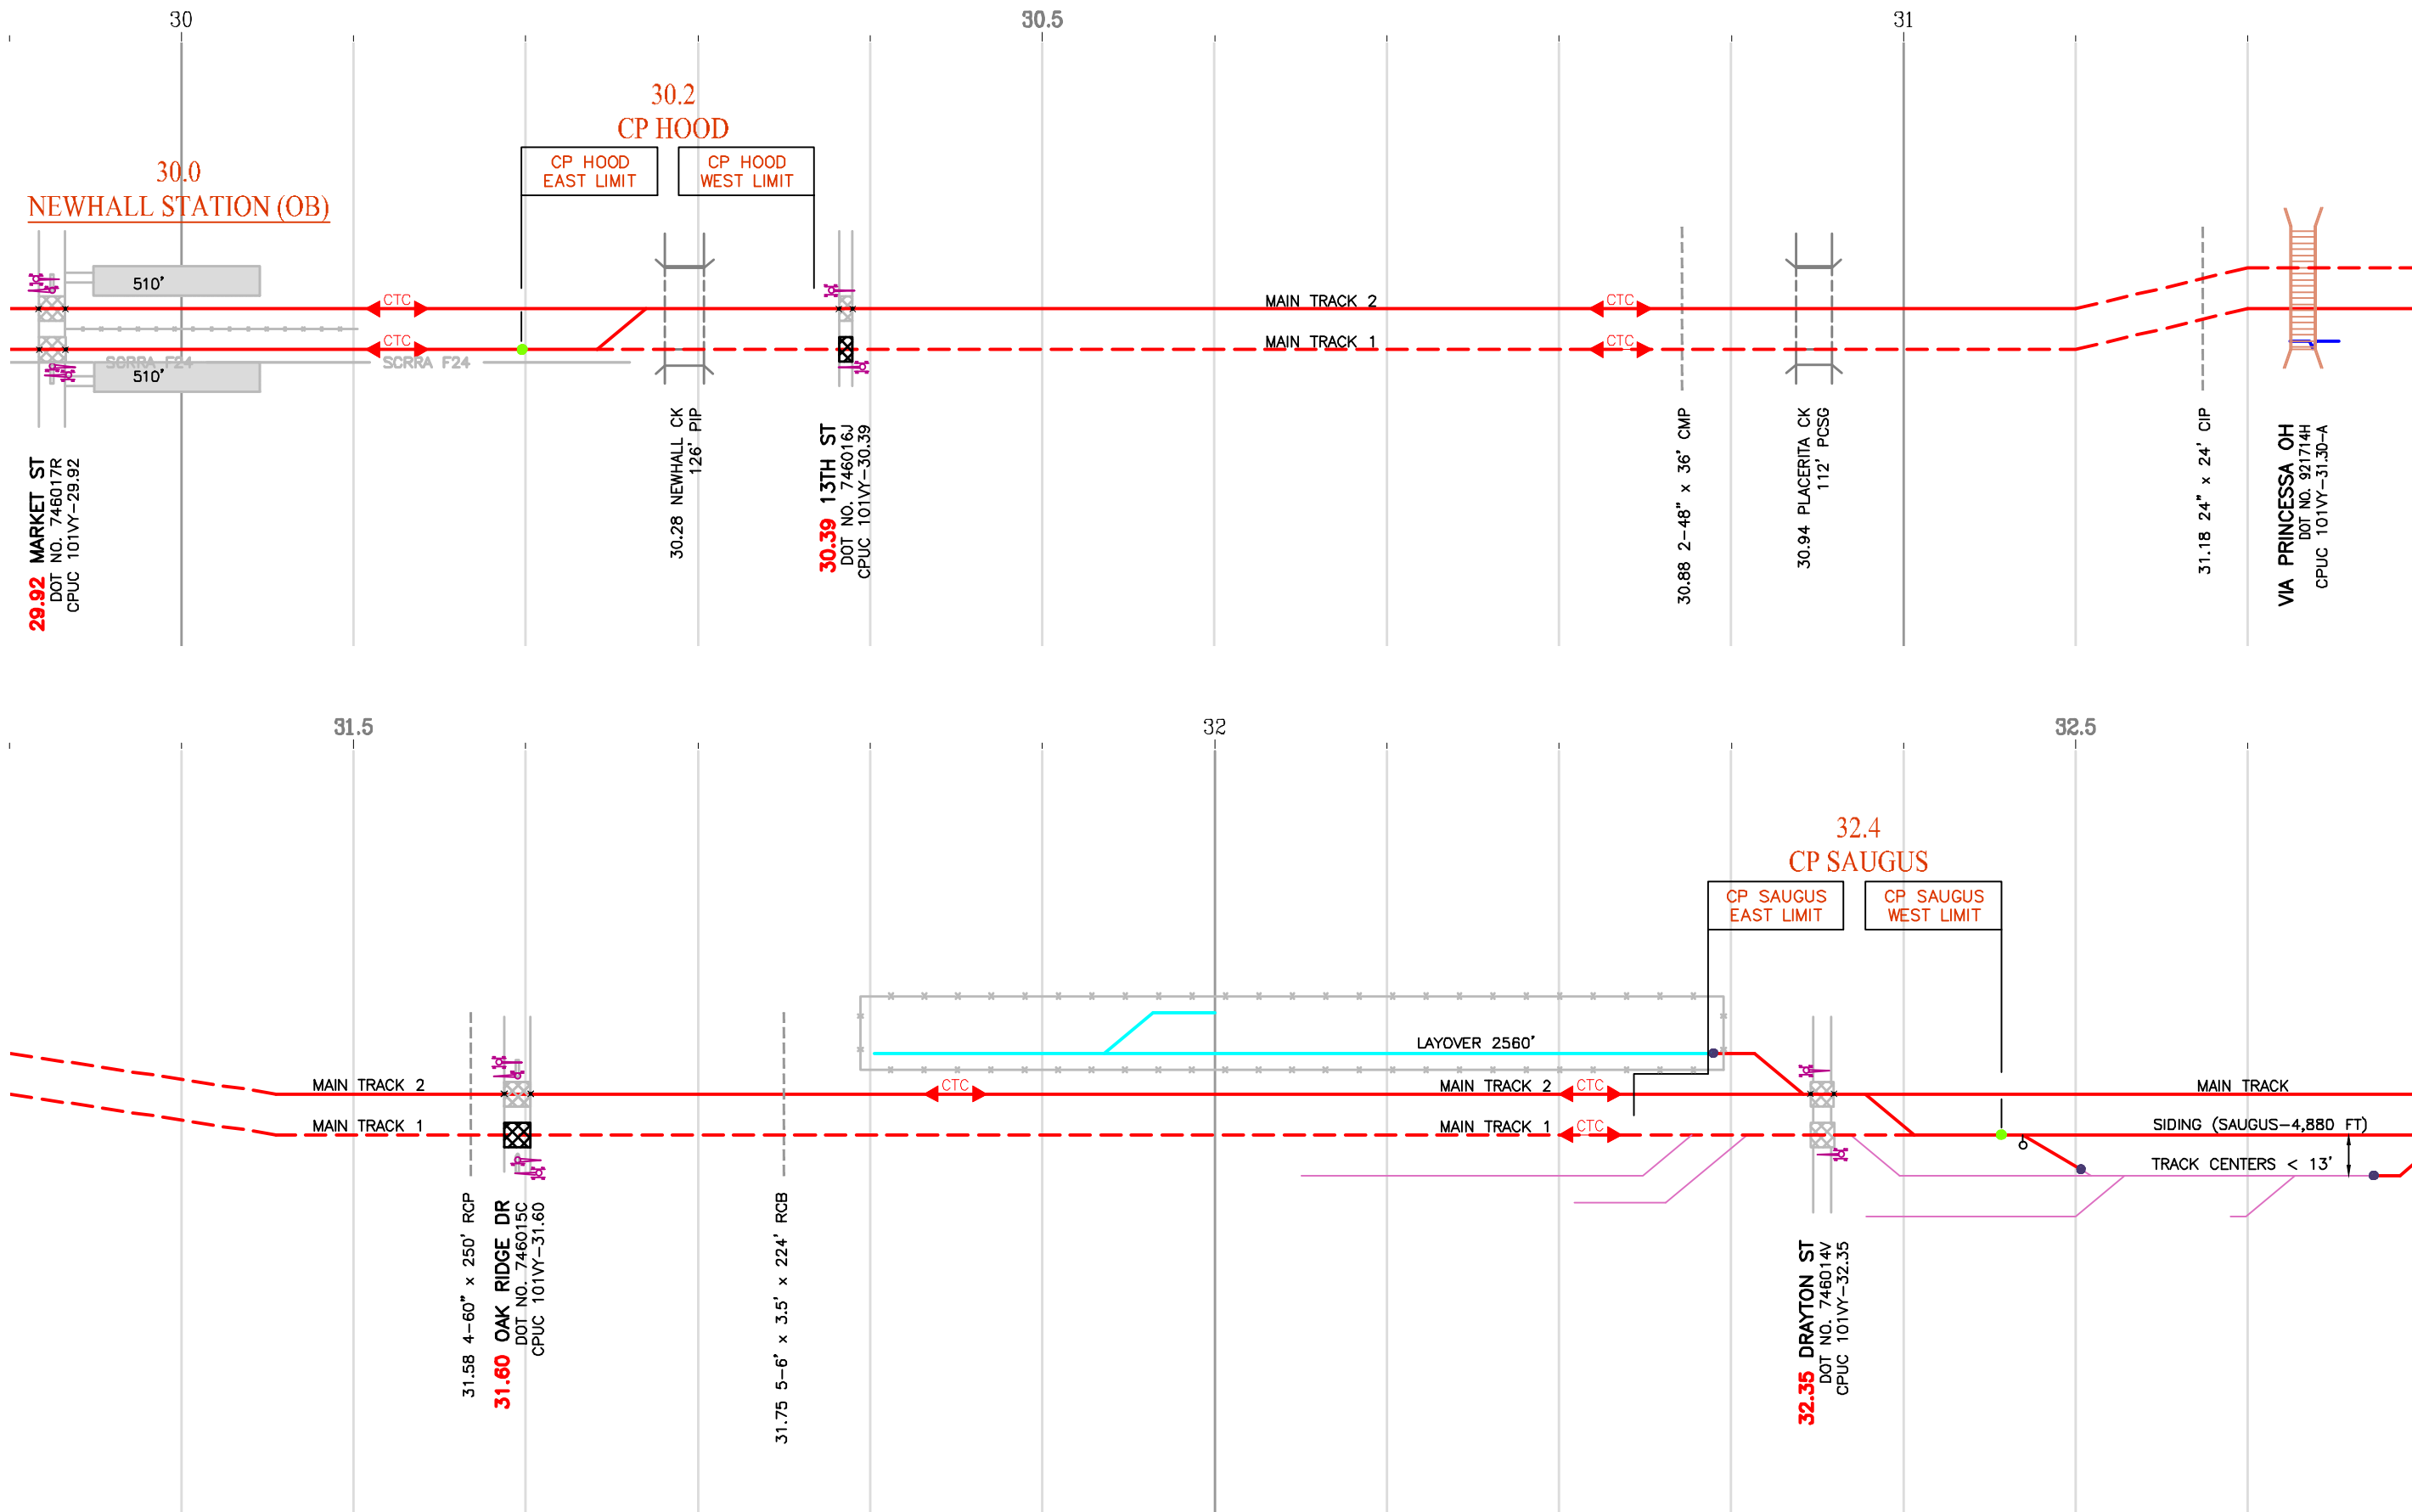 30
30.5
31
30.2
CP HOOD
CP HOOD
EAST LIMIT
CP HOOD
WEST LIMIT
30.0
NEWHALL STATION (OB)
510'
CTC
MAIN TRACK 2
CTC
CTC
MAIN TRACK 1
CTC
SCRRA F24
SCRRA F24
510'
29.92 MARKET ST
DOT NO. 746017R
CPUC 101VY-29.92
30.28 NEWHALL CK
126' PIP
30.39 13TH ST
DOT NO. 746016J
CPUC 101VY-30.39
30.88 2-48" x 36' CMP
30.94 PLACERITA CK
112' PCSG
31.18 24" x 24' CIP
VIA PRINCESSA OH
DOT NO. 921714H
CPUC 101VY-31.30-A
31.5
32
32.5
32.4
CP SAUGUS
CP SAUGUS
EAST LIMIT
CP SAUGUS
WEST LIMIT
LAYOVER 2560'
MAIN TRACK 2
CTC
MAIN TRACK 2
CTC
MAIN TRACK
MAIN TRACK 1
MAIN TRACK 1
CTC
SIDING (SAUGUS-4,880 FT)
TRACK CENTERS < 13'
31.58 4-60" x 250' RCP
31.60 OAK RIDGE DR
DOT NO. 746015C
CPUC 101VY-31.60
31.75 5-6' x 3.5' x 224' RCB
32.35 DRAYTON ST
DOT NO. 746014V
CPUC 101VY-32.35